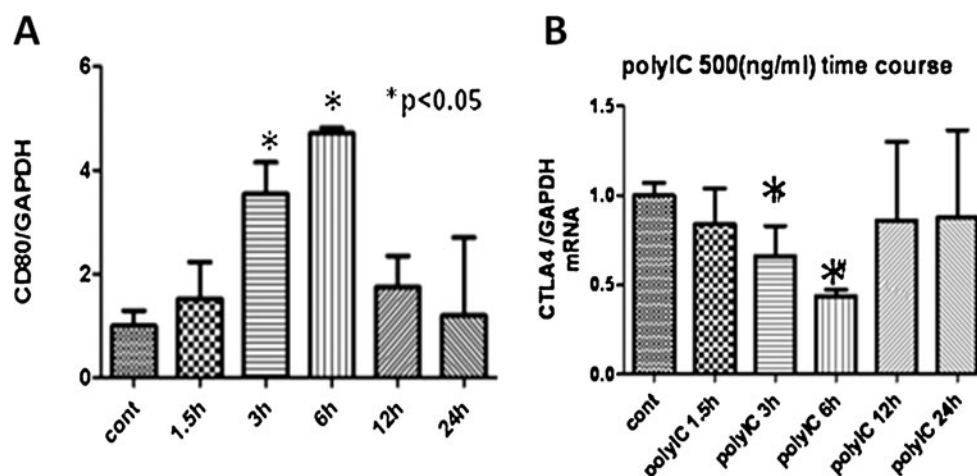 A
6
4
2
0
CD80/GAPDH
*
*
*p<0.05
cont
1.5h
3h
6h
12h
24h
B
polyIC 500(ng/ml) time course
1.5
1.0
0.5
0.0
CTLA4 /GAPDH
mRNA
*
*
cont
polyIC 1.5h
polyIC 3h
polyIC 6h
polyIC 12h
polyIC 24h